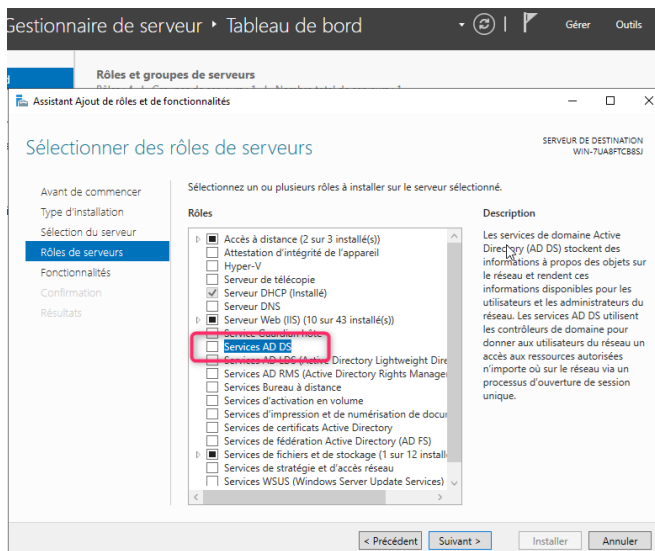 Gestionnaire de serveur • Tableau de bord
Gérer
Outils
Rôles et groupes de serveurs
Assistant Ajout de rôles et de fonctionnalités
Sélectionner des rôles de serveurs
SERVEUR DE DESTINATION
WIN-7UA8FTCB8SJ
Avant de commencer
Type d'installation
Sélection du serveur
Rôles de serveurs
Fonctionnalités
Confirmation
Résultats
Sélectionnez un ou plusieurs rôles à installer sur le serveur sélectionné.
Rôles
Accès à distance (2 sur 3 installé(s))
Attestation d'intégrité de l'appareil
Hyper-V
Serveur de télécopie
Serveur DHCP (Installé)
Serveur DNS
Serveur Web (IIS) (10 sur 43 installé(s))
Service Guardian hôte
Services AD DS
Services AD LDS (Active Directory Lightweight Dire
Services AD RMS (Active Directory Rights Manage
Services Bureau à distance
Services d'activation en volume
Services d'impression et de numérisation de docu
Services de certificats Active Directory
Services de fédération Active Directory (AD FS)
Services de fichiers et de stockage (1 sur 12 install
Services de stratégie et d'accès réseau
Services WSUS (Windows Server Update Services)
Description
Les services de domaine Active
Directory (AD DS) stockent des
informations à propos des objets sur
le réseau et rendent ces
informations disponibles pour les
utilisateurs et les administrateurs du
réseau. Les services AD DS utilisent
les contrôleurs de domaine pour
donner aux utilisateurs du réseau un
accès aux ressources autorisées
n'importe où sur le réseau via un
processus d'ouverture de session
unique.
< Précédent
Suivant >
Installer
Annuler